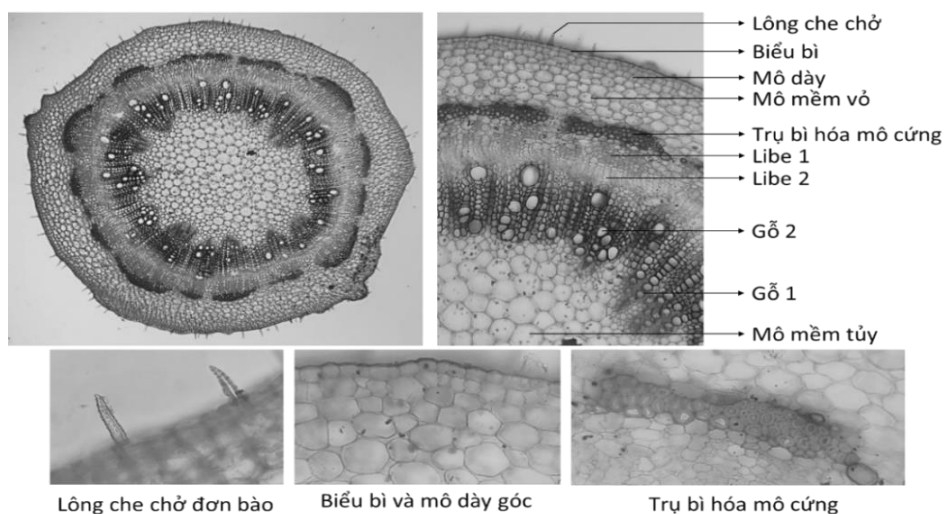 Lông che chở
Biểu bì
Mô dày
Mô mềm vỏ
Trụ bì hóa mô cứng
Libe 1
Libe 2
Gỗ 2
Gỗ 1
Mô mềm tủy
Lông che chở đơn bào
Biểu bì và mô dày góc
Trụ bì hóa mô cứng